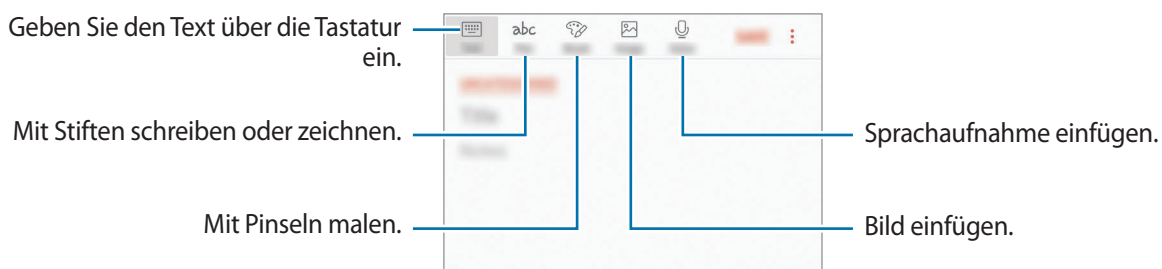 Geben Sie den Text über die Tastatur
ein.
abc
Mit Stiften schreiben oder zeichnen.
Sprachaufnahme einfügen.
Mit Pinseln malen.
Bild einfügen.